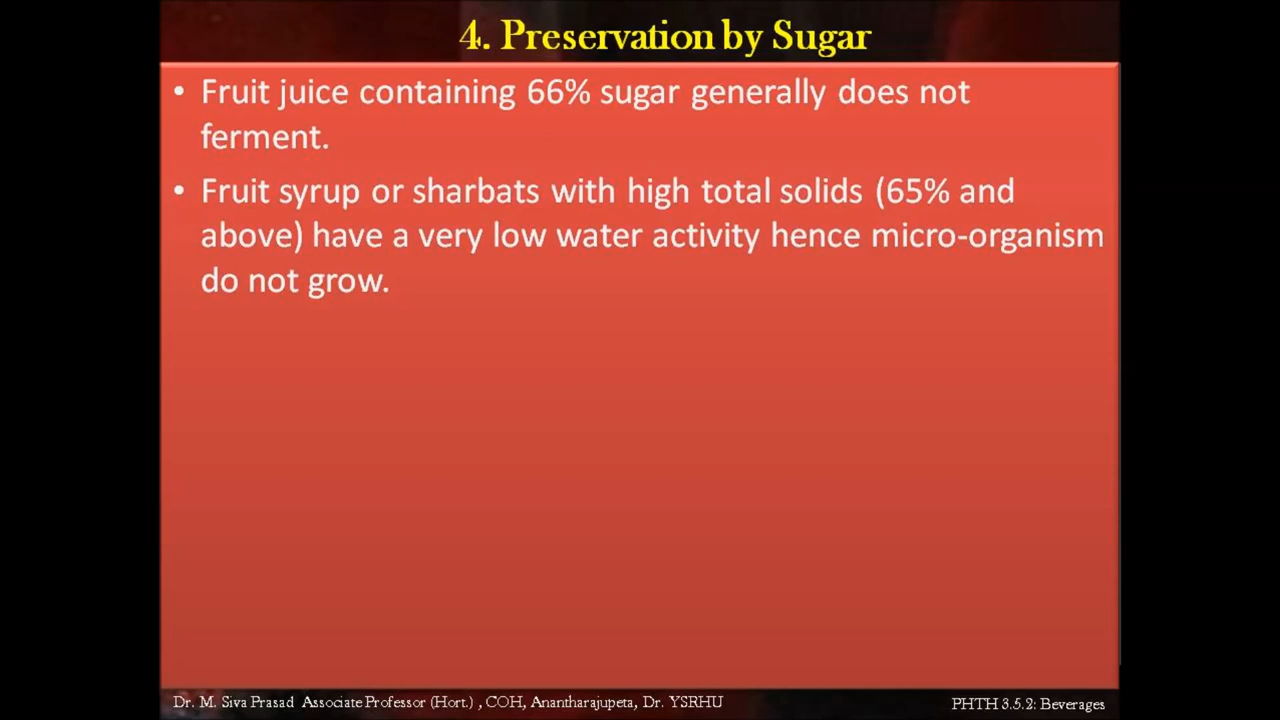 4. Preservation by Sugar
• Fruit juice containing 66% sugar generally does not
ferment.
• Fruit syrup or sharbats with high total solids (65% and
above) have a very low water activity hence micro-organism
do not grow.
Dr. M. Siva Prasad Associate Professor (Hort.) , COH, Anantharajupeta, Dr. YSRHU
PHTH 3.5.2: Beverages